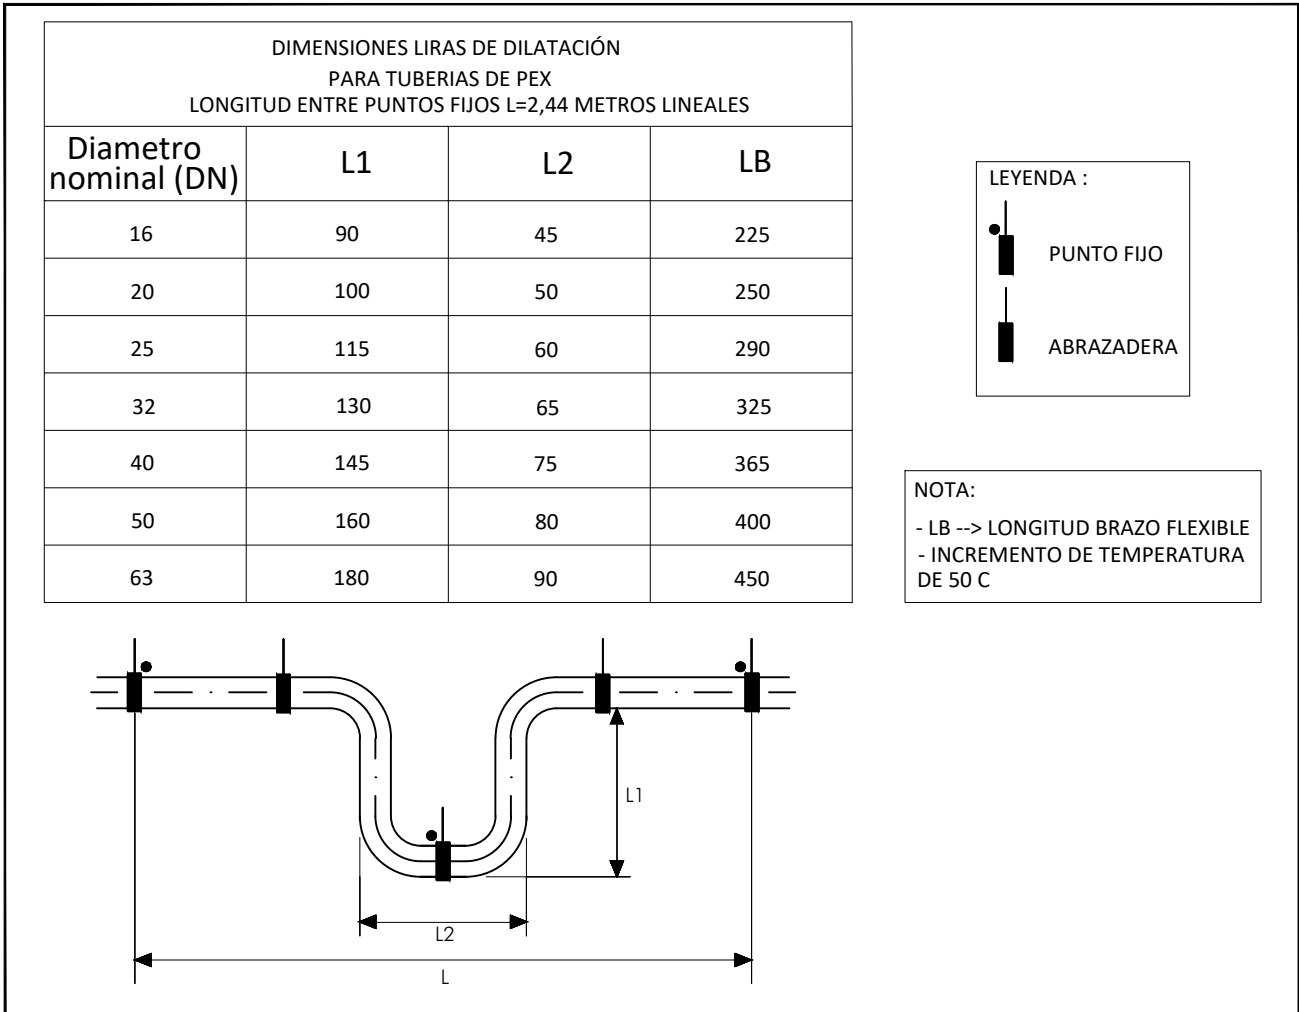 DIMENSIONES LIRAS DE DILATACIÓN
PARA TUBERIAS DE PEX
LONGITUD ENTRE PUNTOS FIJOS L=2,44 METROS LINEALES
Diametro nominal (DN) L1 L2 LB
16 90 45 225
20 100 50 250
25 115 60 290
32 130 65 325
40 145 75 365
50 160 80 400
63 180 90 450
LEYENDA :
PUNTO FIJO
ABRAZADERA
NOTA:
- LB --> LONGITUD BRAZO FLEXIBLE
- INCREMENTO DE TEMPERATURA
DE 50 C
L1
L2
L